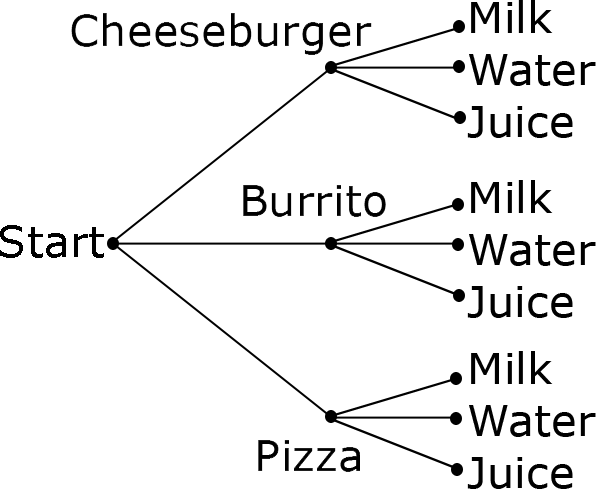 Cheeseburger
Milk
Water
Juice
Start
Burrito
Milk
Water
Juice
Pizza
Milk
Water
Juice